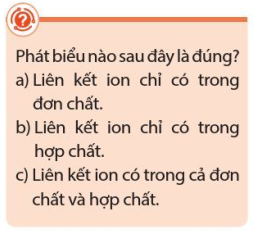 Phát biểu nào sau đây là đúng?
a) Liên kết ion chỉ có trong
đơn chất.
b) Liên kết ion chỉ có trong
hợp chất.
c) Liên kết ion có trong cả đơn
chất và hợp chất.